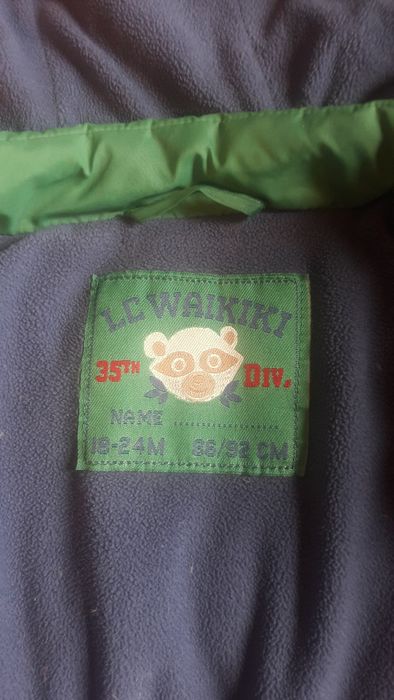 LC WAIKIKI
35TH DIV.
NAME ....................
18-24M 86/92 CM